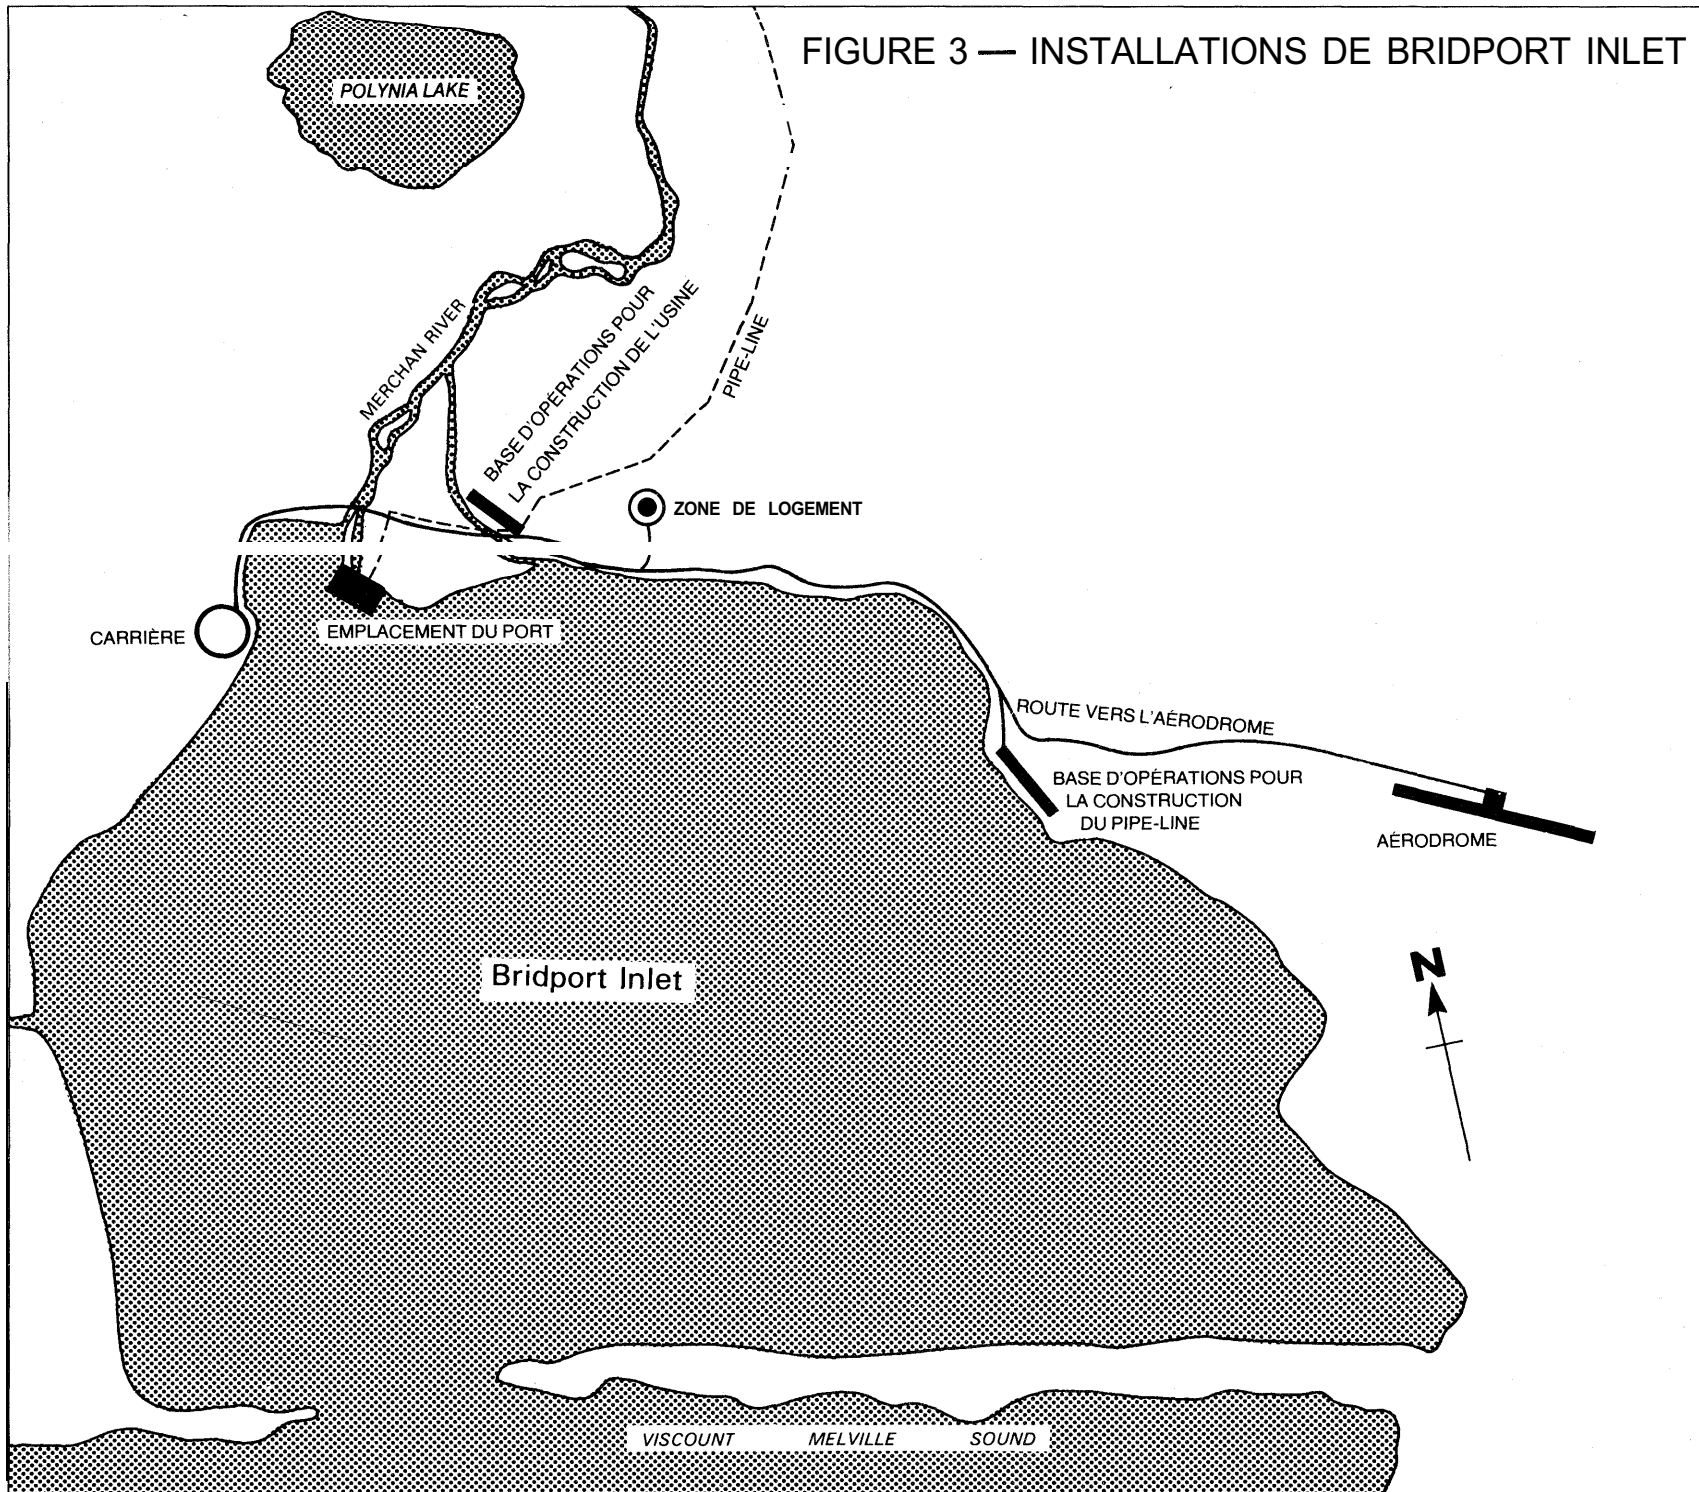 FIGURE 3 — INSTALLATIONS DE BRIDPORT INLET
POLYNIA LAKE
MERCHAN RIVER
BASE D'OPÉRATIONS POUR
LA CONSTRUCTION DE L'USINE
PIPE-LINE
ZONE DE LOGEMENT
CARRIÈRE
EMPLACEMENT DU PORT
ROUTE VERS L'AÉRODROME
BASE D'OPÉRATIONS POUR
LA CONSTRUCTION
DU PIPE-LINE
AÉRODROME
Bridport Inlet
N
VISCOUNT MELVILLE SOUND